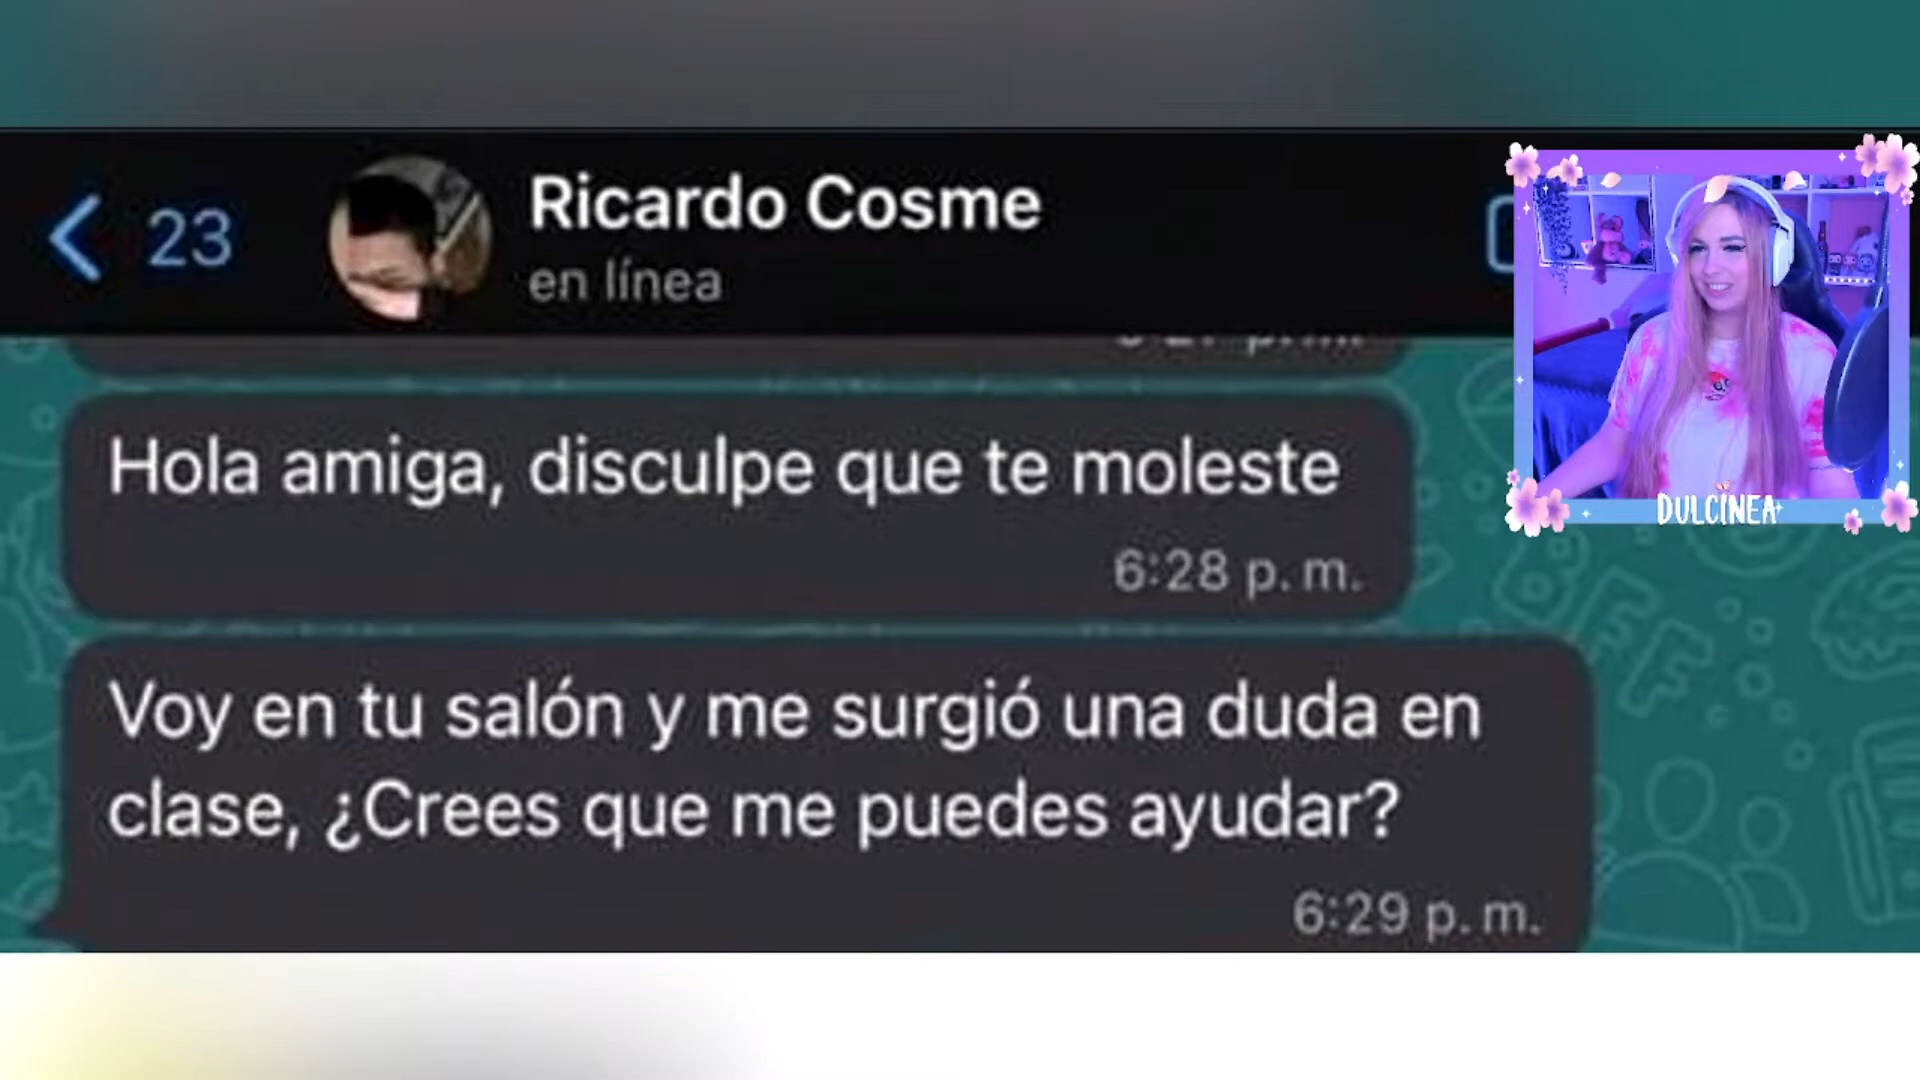 23
Ricardo Cosme
en línea
Hola amiga, disculpe que te moleste
6:28 p. m.
Voy en tu salón y me surgió una duda en
clase, ¿Crees que me puedes ayudar?
6:29 p. m.
DULCINEA
BFF